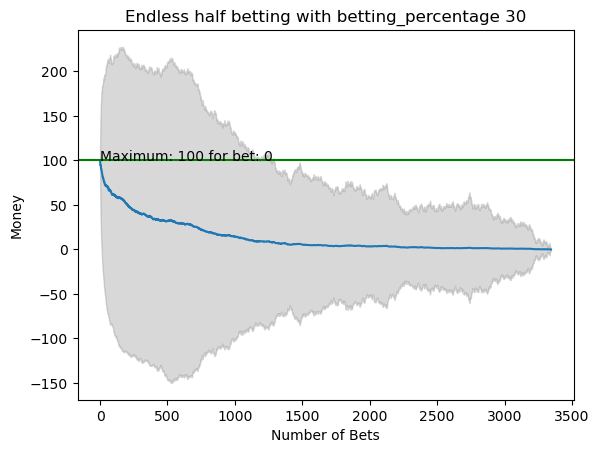 Endless half betting with betting_percentage 30
200
150
100
50
0
−50
−100
−150
Money
Maximum: 100 for bet: 0
0 500 1000 1500 2000 2500 3000 3500
Number of Bets